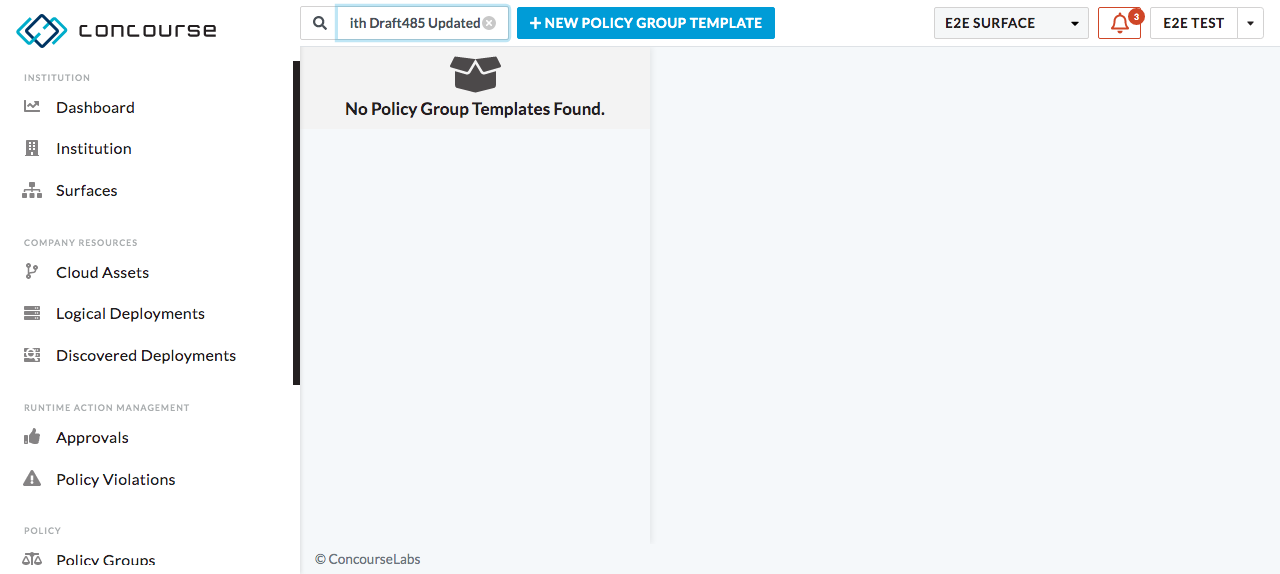 concourse
ith Draft485 Updated
+ NEW POLICY GROUP TEMPLATE
E2E SURFACE
3
E2E TEST
INSTITUTION
Dashboard
Institution
Surfaces
COMPANY RESOURCES
Cloud Assets
Logical Deployments
Discovered Deployments
RUNTIME ACTION MANAGEMENT
Approvals
Policy Violations
POLICY
Policy Groups
No Policy Group Templates Found.
© ConcourseLabs